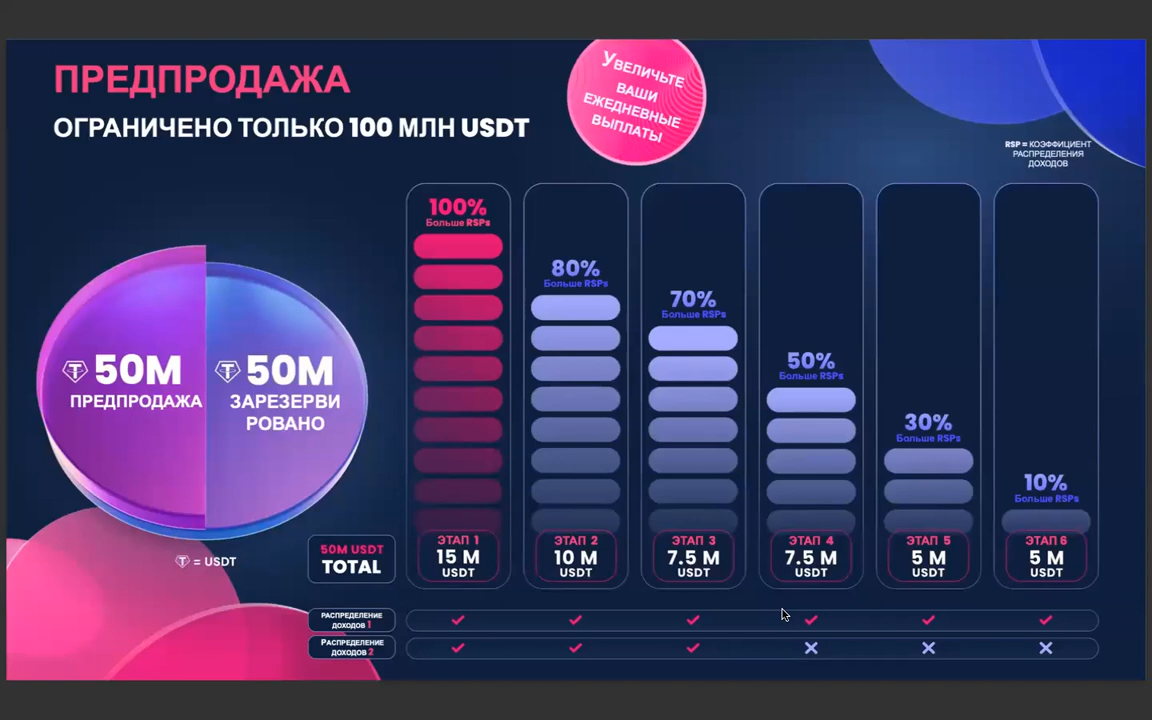 ПРЕДПРОДАЖА
ОГРАНИЧЕНО ТОЛЬКО 100 МЛН USDT
УВЕЛИЧЬТЕ
ВАШИ
ЕЖЕДНЕВНЫЕ
ВЫПЛАТЫ
RSP = КОЭФФИЦИЕНТ
РАСПРЕДЕЛЕНИЯ
ДОХОДОВ
50M
ПРЕДПРОДАЖА
50M
ЗАРЕЗЕРВИ
РОВАНО
= USDT
100%
Больше RSPs
80%
Больше RSPs
70%
Больше RSPs
50%
Больше RSPs
30%
Больше RSPs
10%
Больше RSPs
50M USDT
TOTAL
ЭТАП 1
15 M
USDT
ЭТАП 2
10 M
USDT
ЭТАП 3
7.5 M
USDT
ЭТАП 4
7.5 M
USDT
ЭТАП 5
5 M
USDT
ЭТАП 6
5 M
USDT
РАСПРЕДЕЛЕНИЕ
ДОХОДОВ 1
РАСПРЕДЕЛЕНИЕ
ДОХОДОВ 2